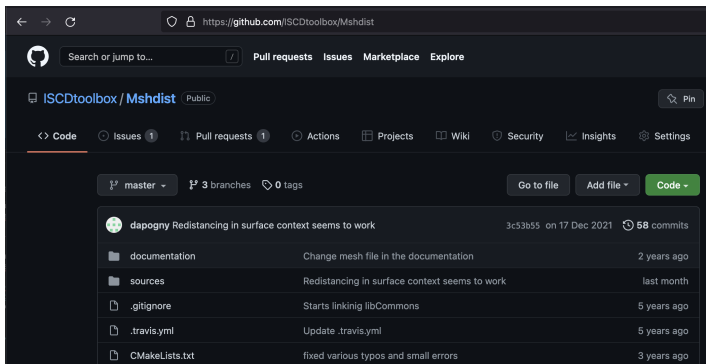 https://github.com/ISCDtoolbox/Mshdist
Search or jump to... / Pull requests Issues Marketplace Explore
ISCDtoolbox / Mshdist Public Pin
Code Issues 1 Pull requests 1 Actions Projects Wiki Security Insights Settings
master 3 branches 0 tags Go to file Add file Code
dapogny Redistancing in surface context seems to work 3c53b55 on 17 Dec 2021 58 commits
documentation Change mesh file in the documentation 2 years ago
sources Redistancing in surface context seems to work last month
.gitignore Starts linkinig libCommons 5 years ago
.travis.yml Update .travis.yml 5 years ago
CMakeLists.txt fixed various typos and small errors 3 years ago